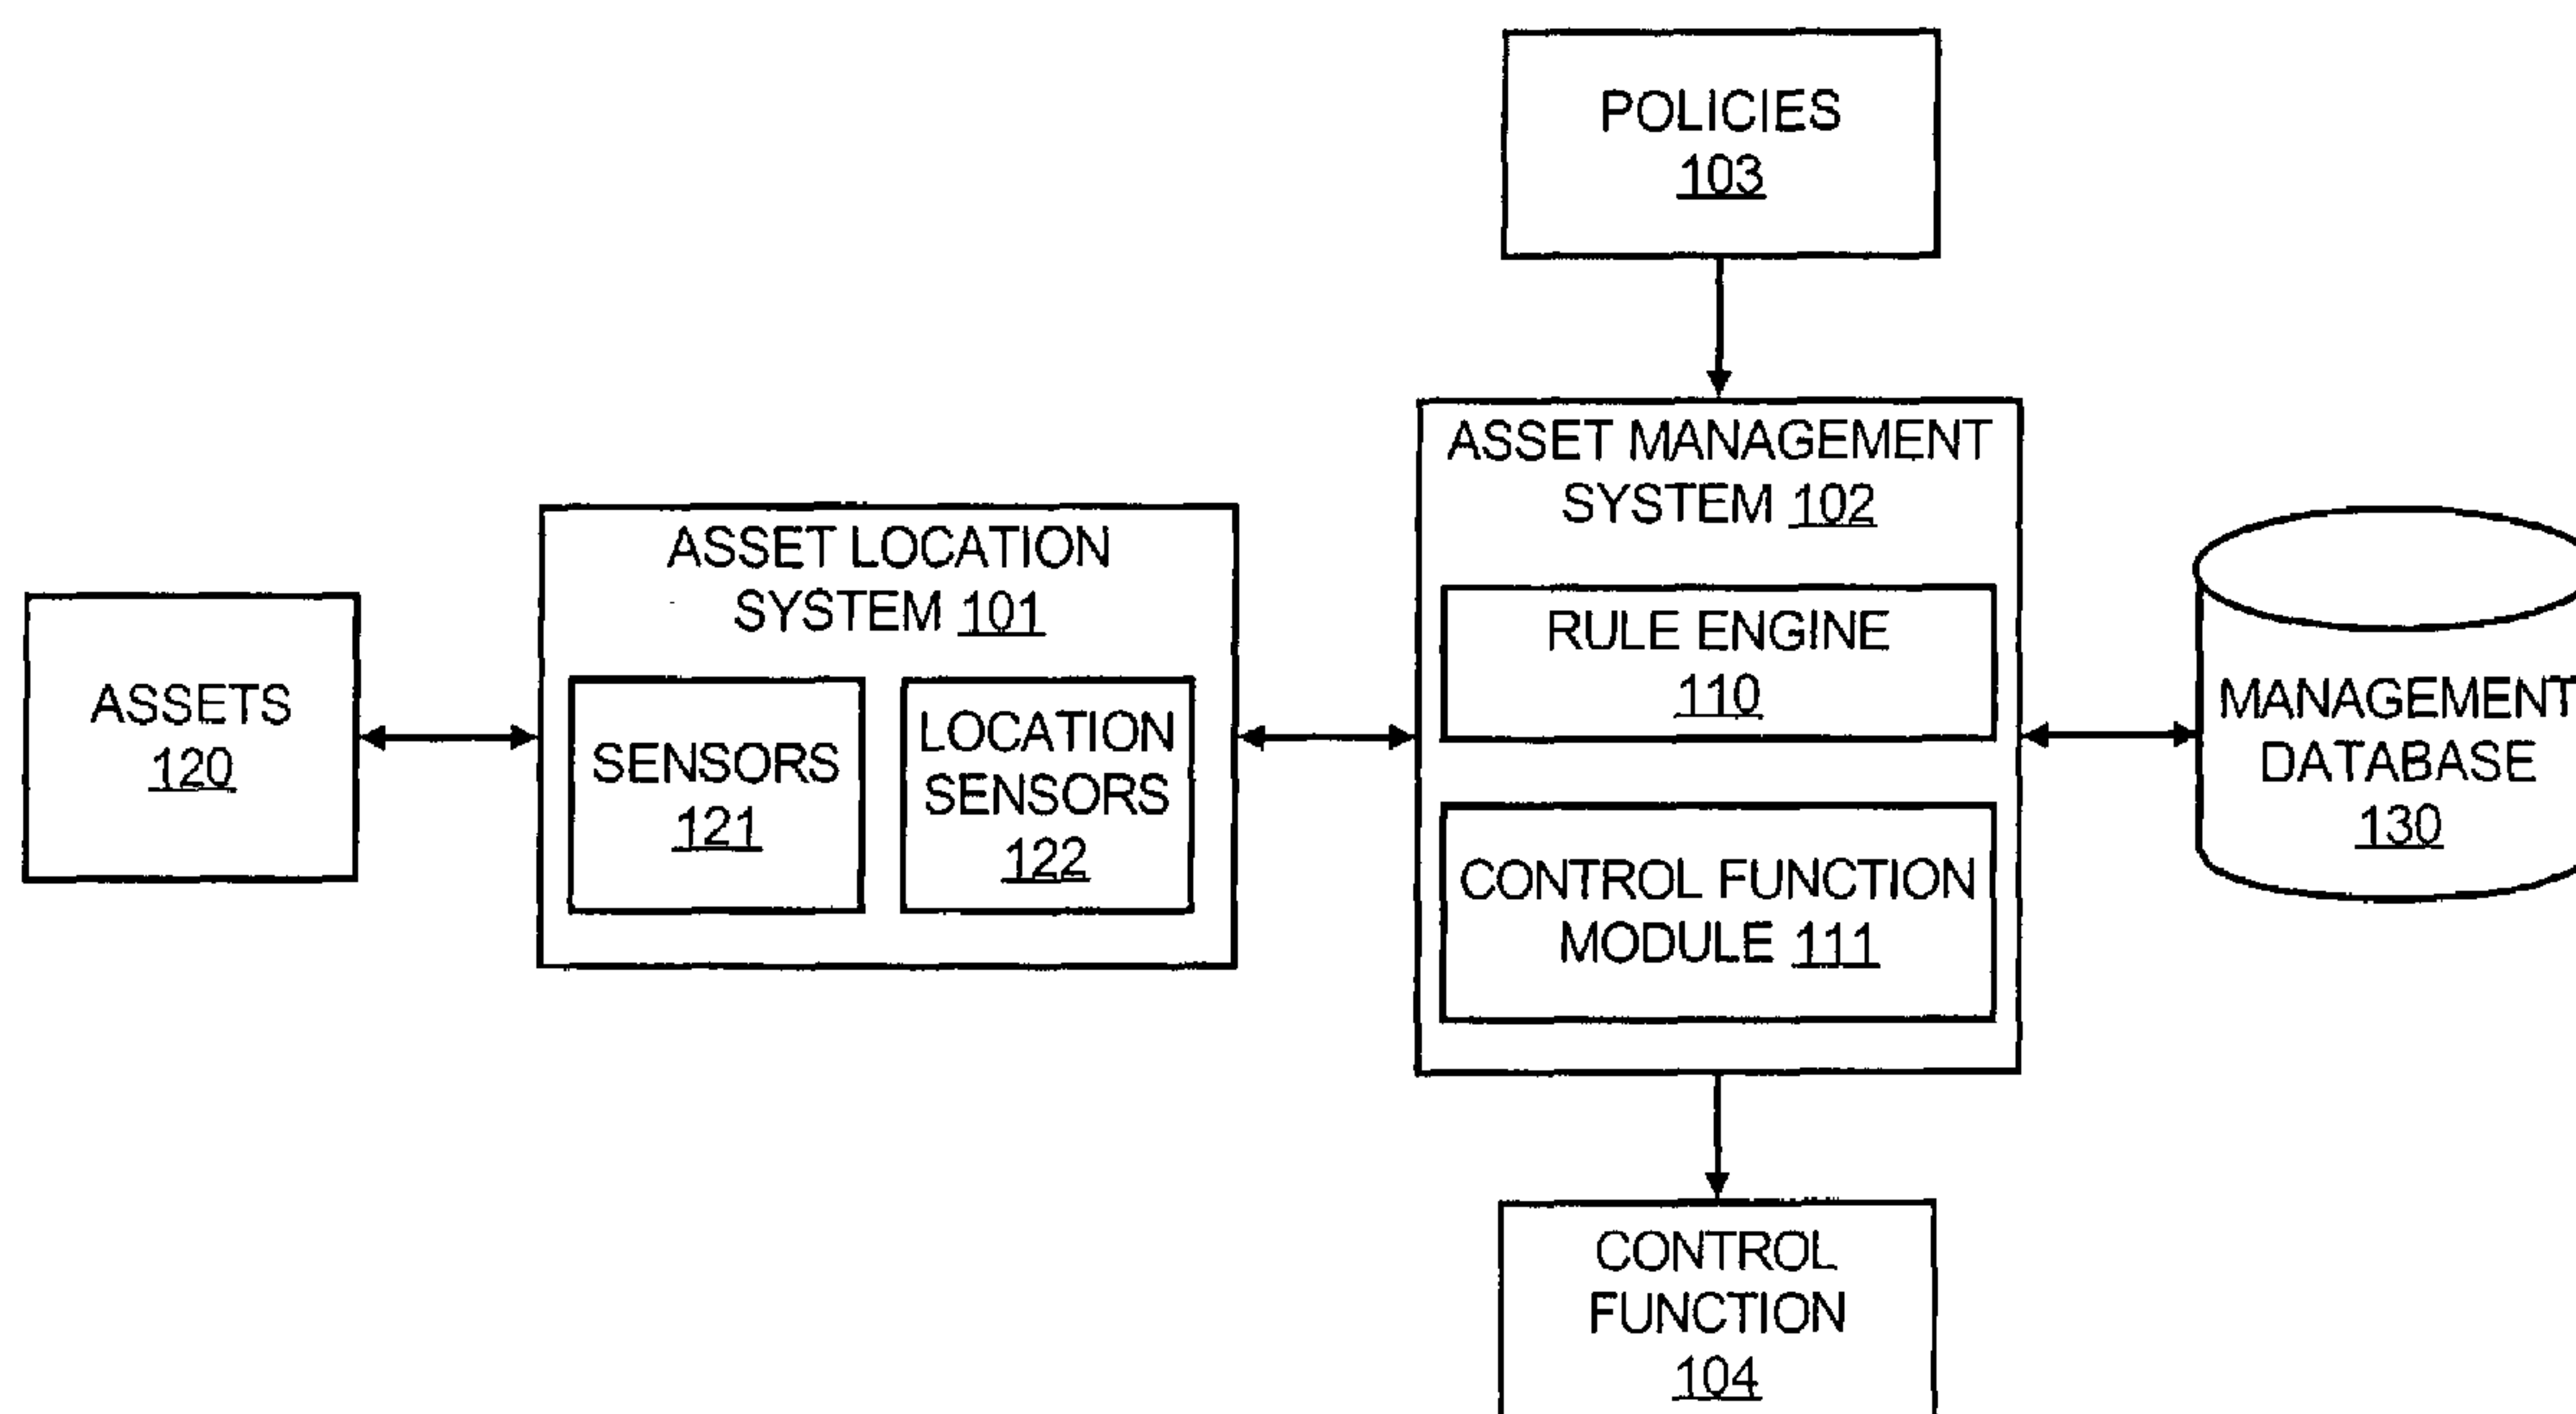 POLICIES
103
ASSET MANAGEMENT
SYSTEM 102
RULE ENGINE
110
CONTROL FUNCTION
MODULE 111
ASSET LOCATION
SYSTEM 101
SENSORS
121
LOCATION
SENSORS
122
ASSETS
120
MANAGEMENT
DATABASE
130
CONTROL
FUNCTION
104